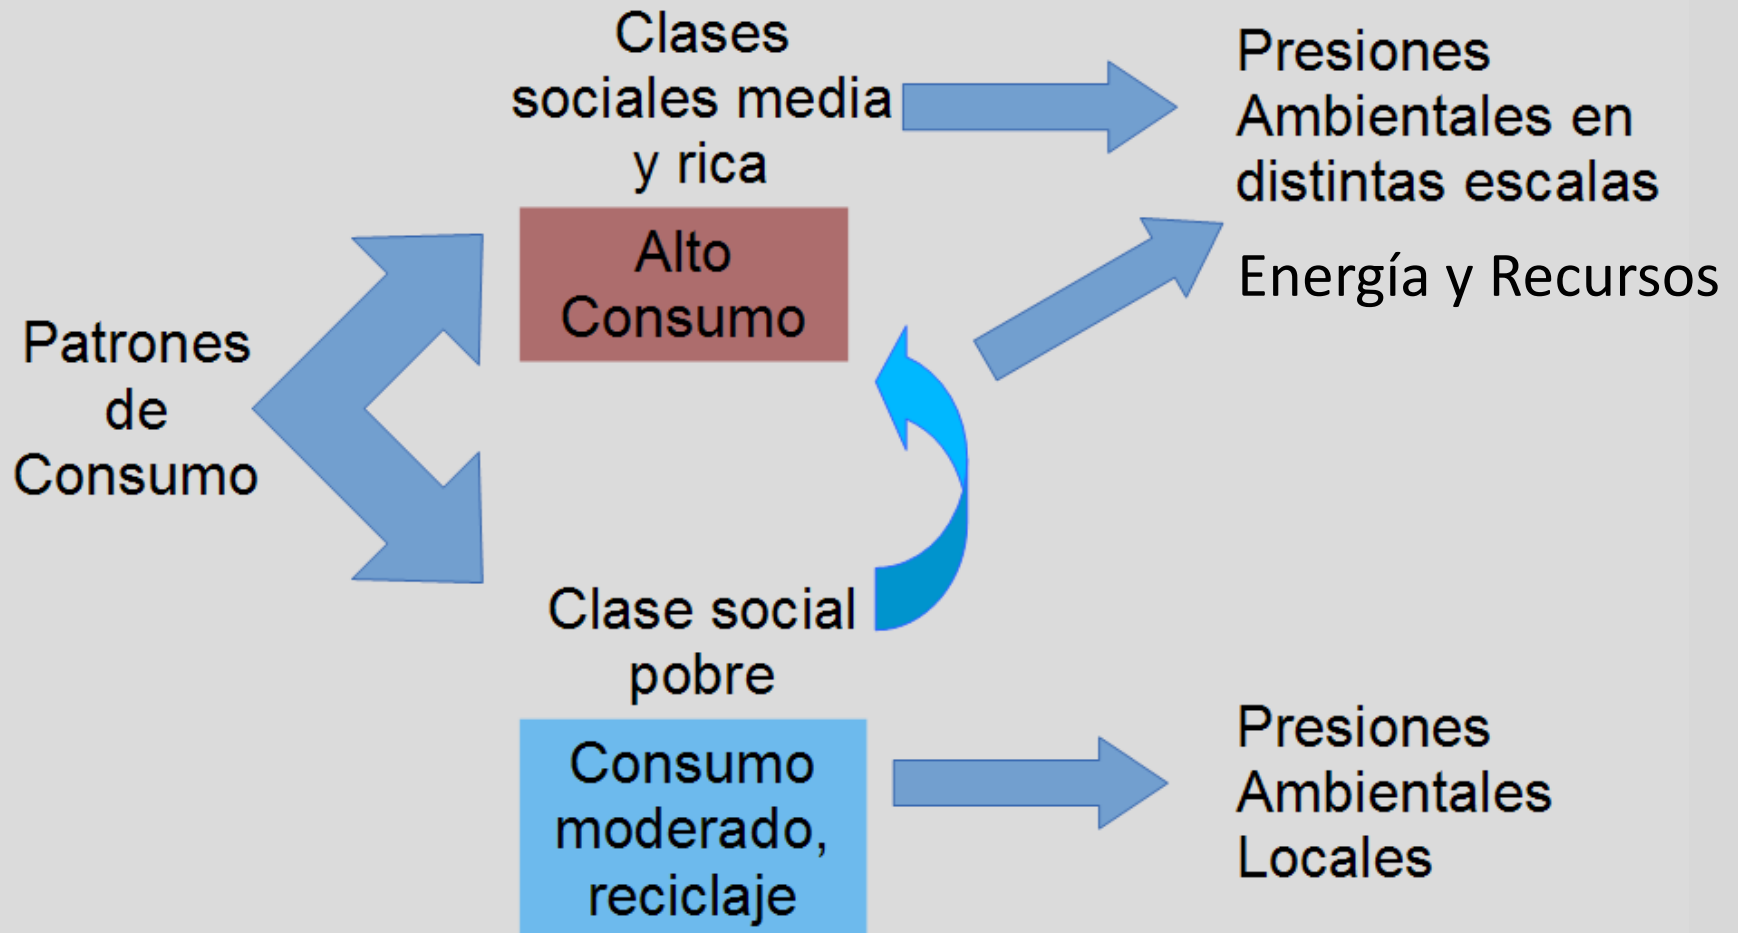 Patrones
de
Consumo
Clases
sociales media
y rica
Alto
Consumo
Presiones
Ambientales en
distintas escalas
Energía y Recursos
Clase social
pobre
Consumo
moderado,
reciclaje
Presiones
Ambientales
Locales